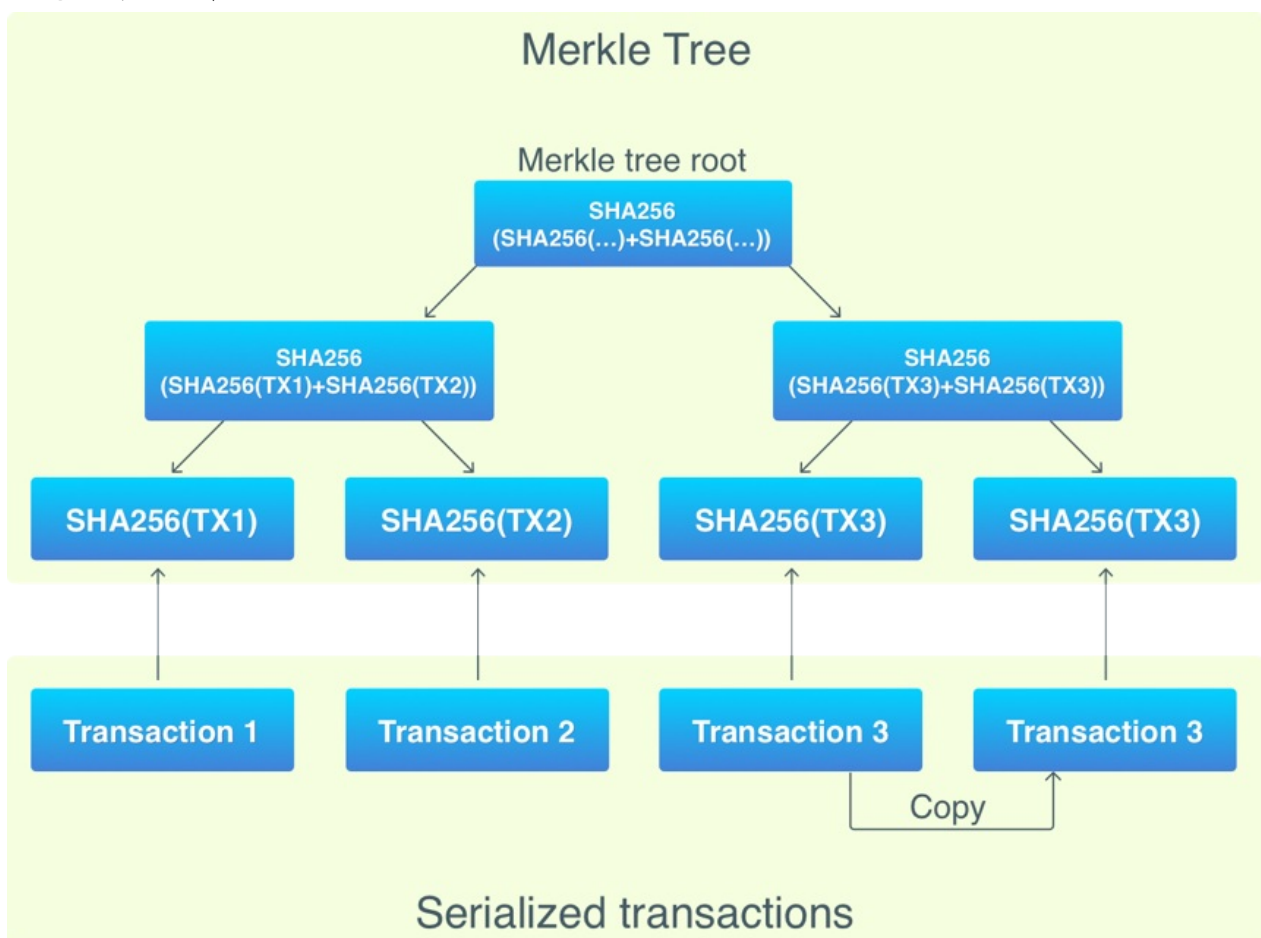 Merkle Tree
Merkle tree root
SHA256
(SHA256(...)+SHA256(...))
SHA256
(SHA256(TX1)+SHA256(TX2))
SHA256
(SHA256(TX3)+SHA256(TX3))
SHA256(TX1)
SHA256(TX2)
SHA256(TX3)
SHA256(TX3)
Transaction 1
Transaction 2
Transaction 3
Transaction 3
Copy
Serialized transactions